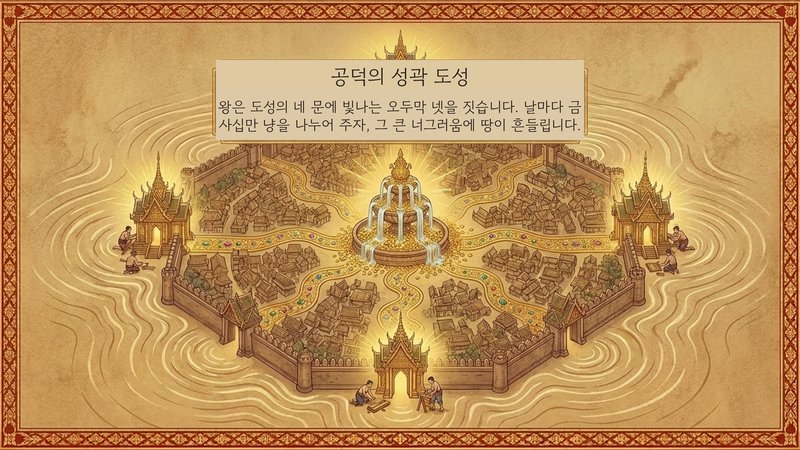 공덕의 성곽 도성
왕은 도성의 네 문에 빛나는 오두막 넷을 짓습니다. 날마다 금
사십만 냥을 나누어 주자, 그 큰 너그러움에 땅이 흔들립니다.